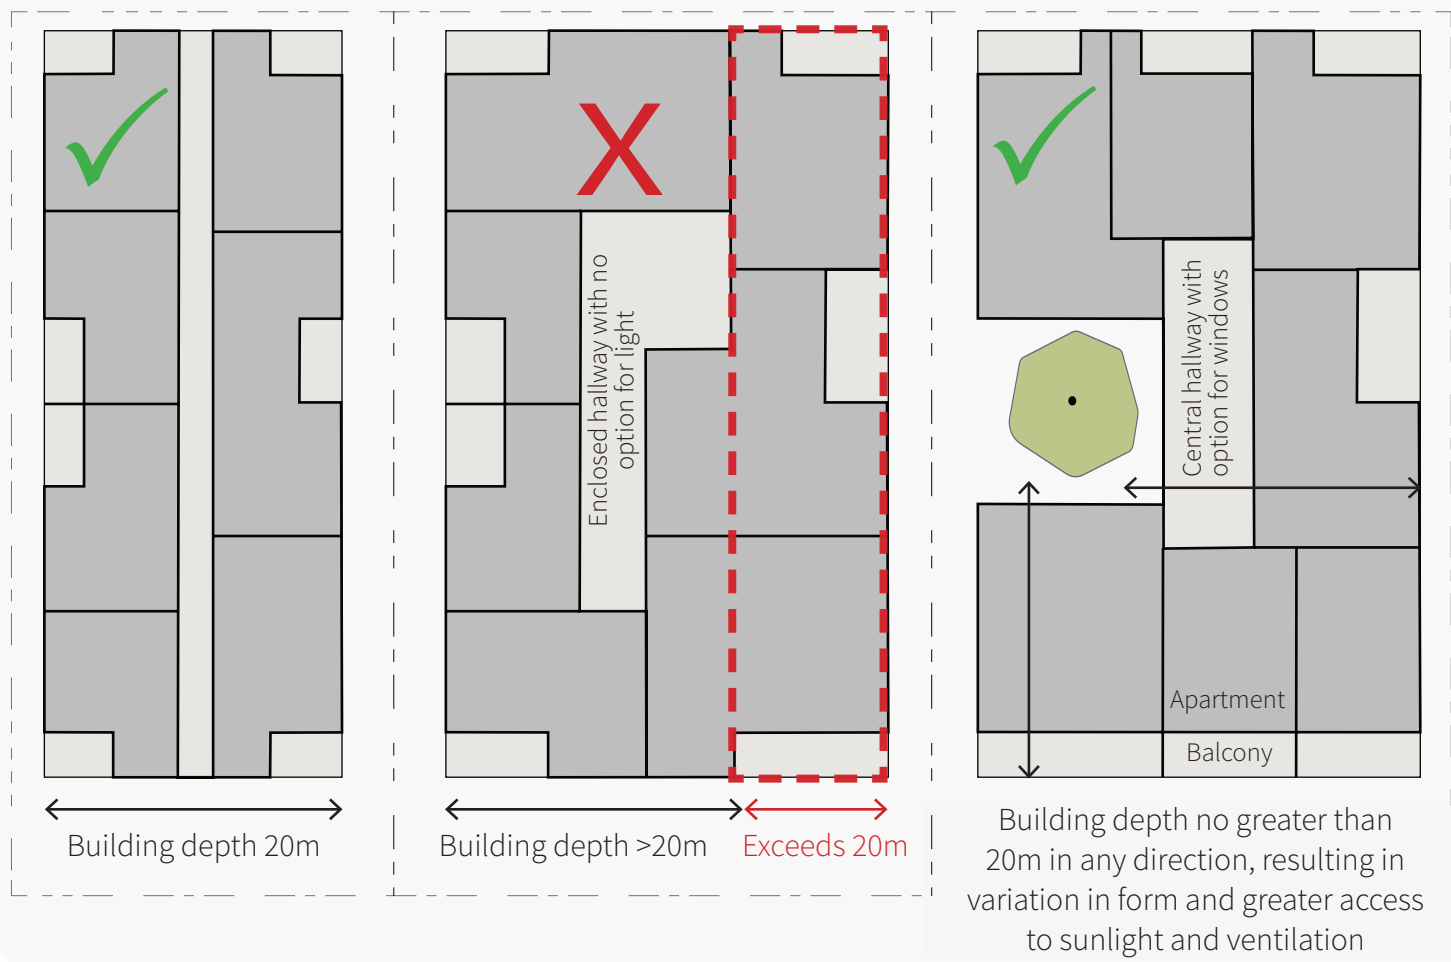 X
Enclosed hallway with no
option for light
Central hallway with
option for windows
Apartment
Balcony
Building depth 20m
Building depth >20m
Exceeds 20m
Building depth no greater than
20m in any direction, resulting in
variation in form and greater access
to sunlight and ventilation